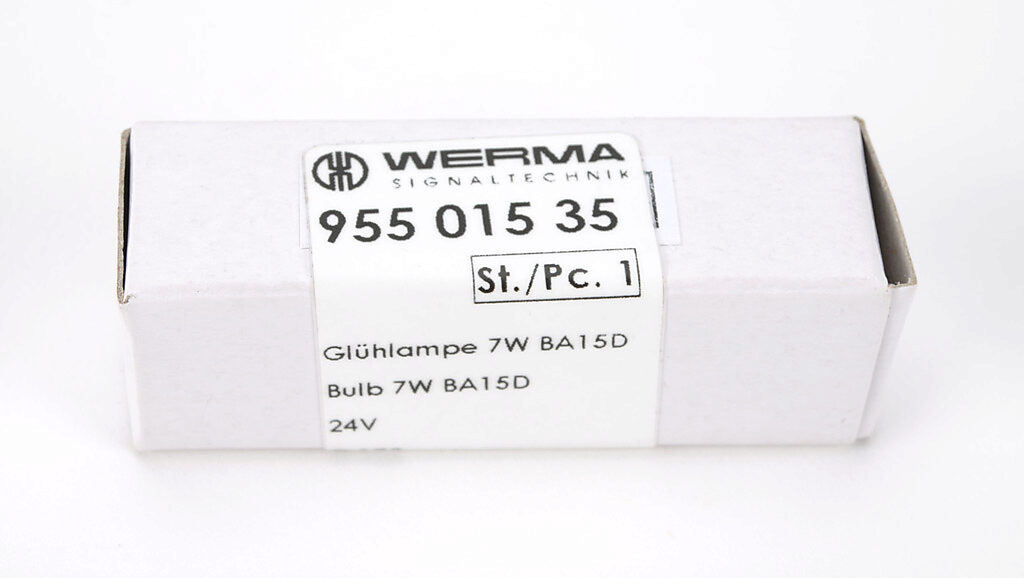 WERMA
SIGNALTECHNIK
955 015 35
St./Pc. 1
Glühlampe 7W BA15D
Bulb 7W BA15D
24V